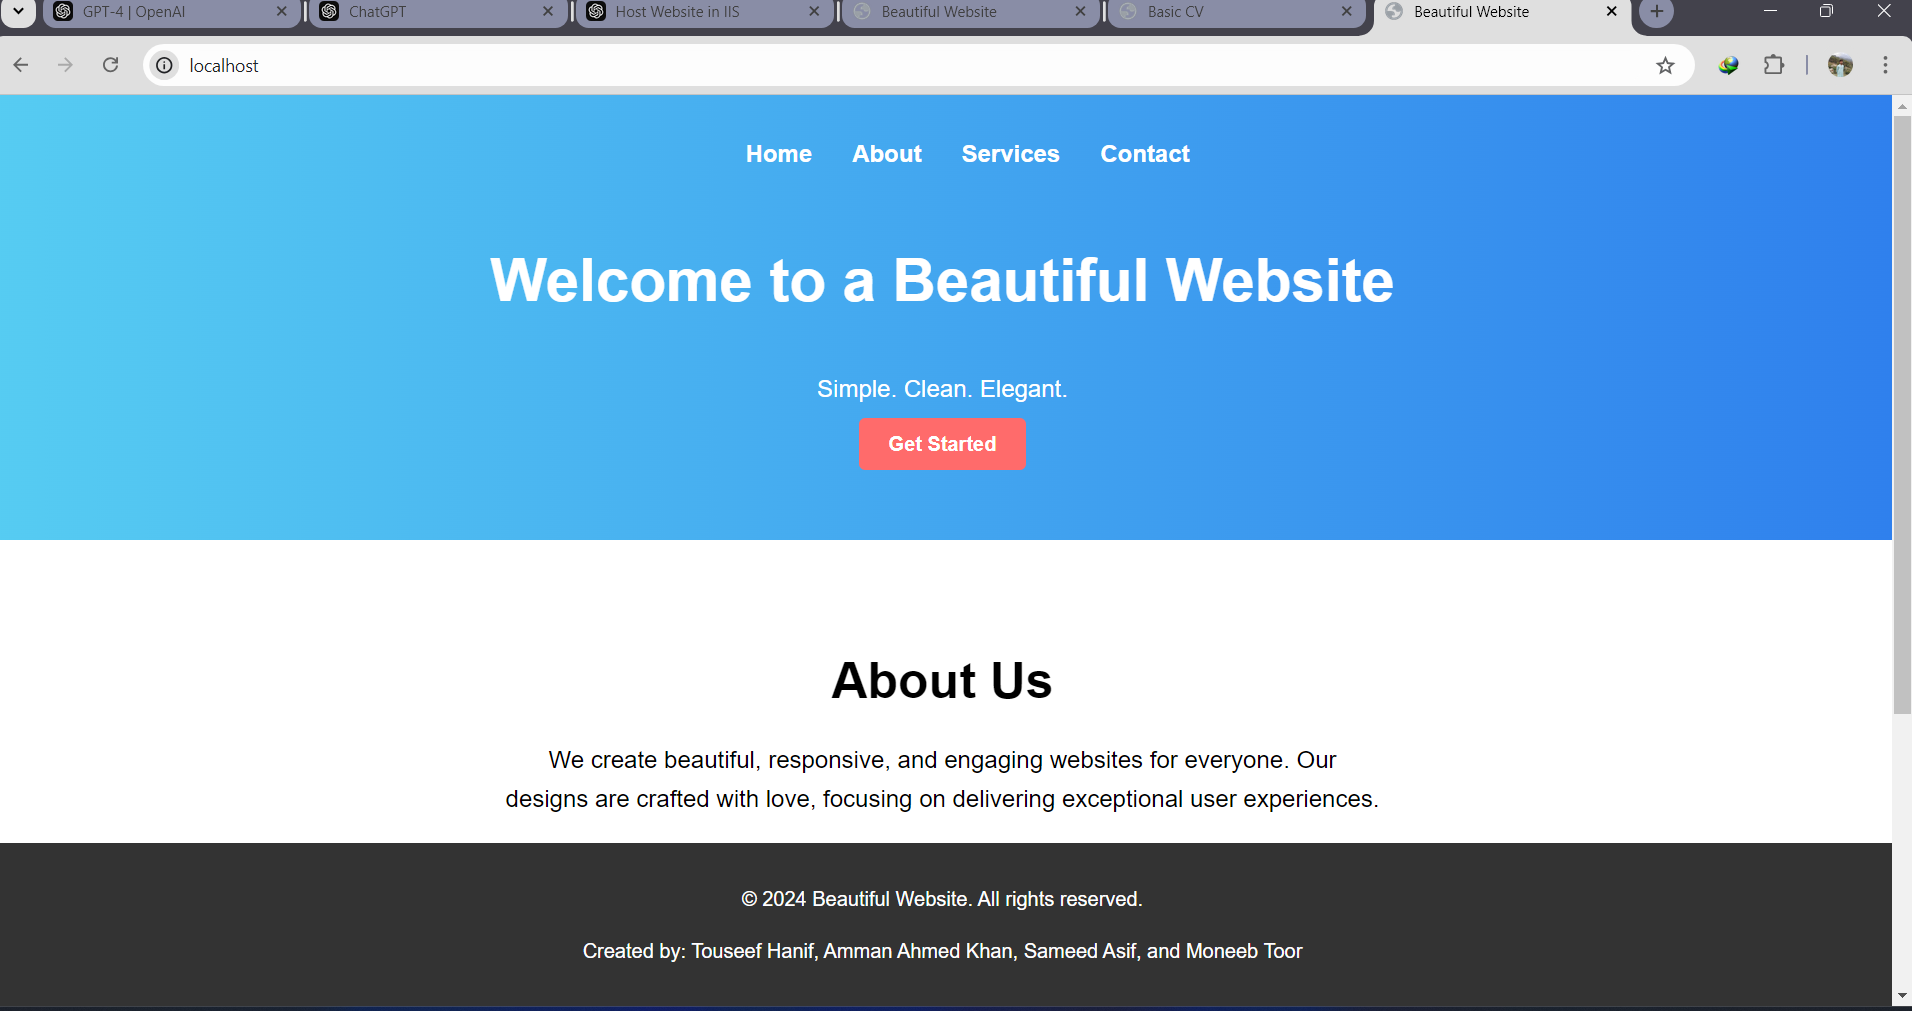 GPT-4 | OpenAI
ChatGPT
Host Website in IIS
Beautiful Website
Basic CV
Beautiful Website
localhost
Home About Services Contact
Welcome to a Beautiful Website
Simple. Clean. Elegant.
Get Started
About Us
We create beautiful, responsive, and engaging websites for everyone. Our
designs are crafted with love, focusing on delivering exceptional user experiences.
© 2024 Beautiful Website. All rights reserved.
Created by: Touseef Hanif, Amman Ahmed Khan, Sameed Asif, and Moneeb Toor